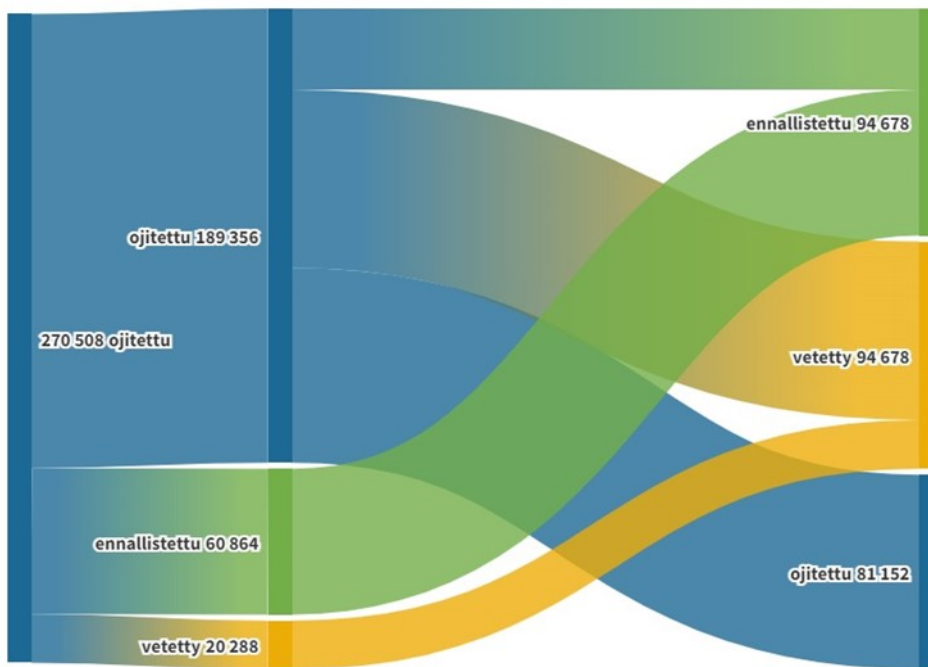 ennallistettu 94 678
ojitettu 189 356
270 508 ojitettu
vetetty 94 678
ennallistettu 60 864
ojitettu 81 152
vetetty 20 288